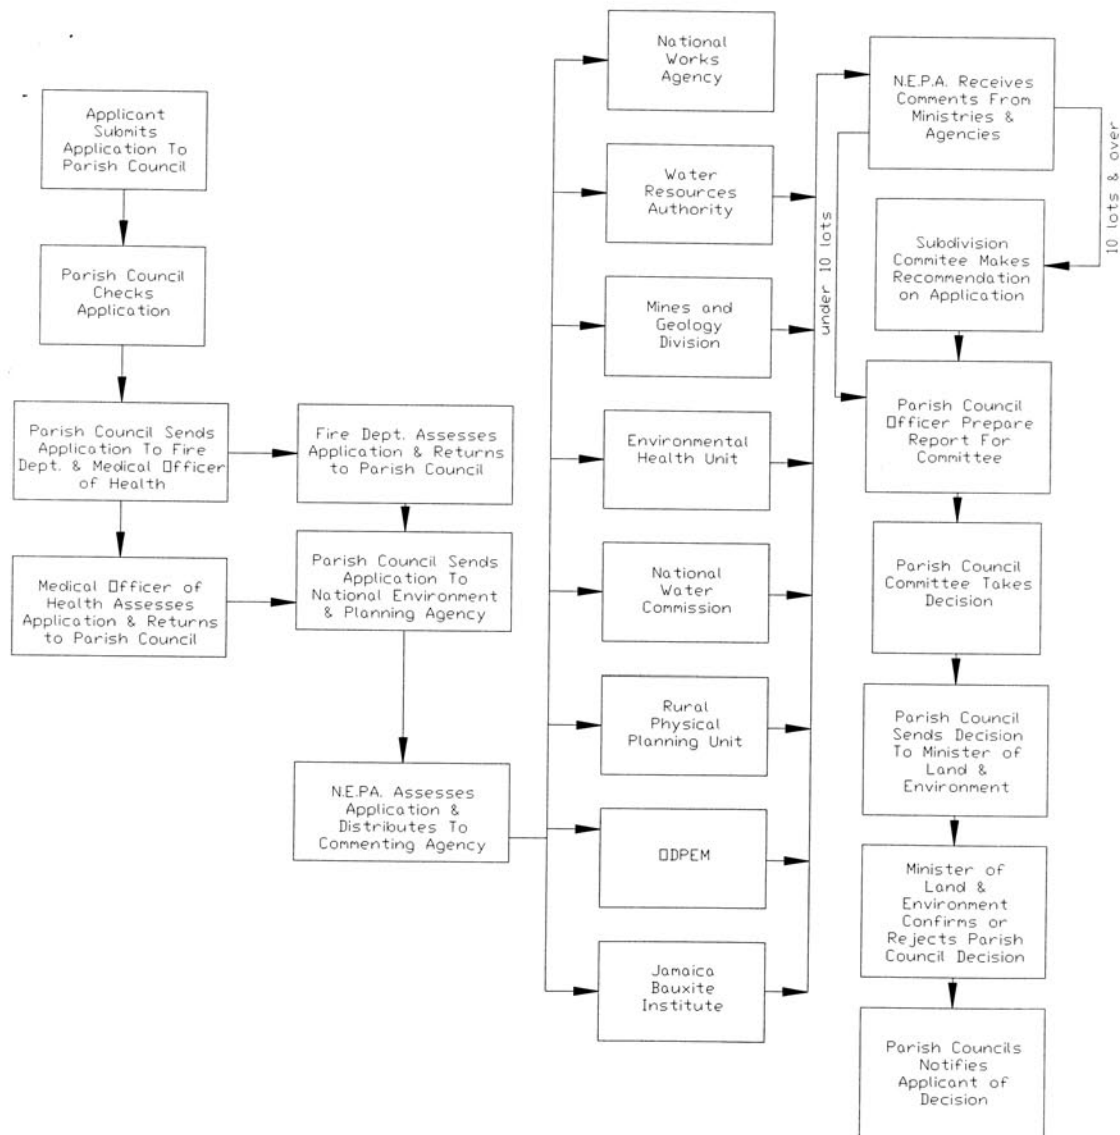 Applicant
Submits
Application To
Parish Council
Parish Council
Checks
Application
Parish Council Sends
Application To Fire
Dept. & Medical Officer
of Health
Medical Officer of
Health Assesses
Application & Returns
to Parish Council
Fire Dept. Assesses
Application & Returns
to Parish Council
Parish Council Sends
Application To
National Environment
& Planning Agency
N.E.P.A. Assesses
Application &
Distributes To
Commenting Agency
National
Works
Agency
Water
Resources
Authority
Mines and
Geology
Division
Environmental
Health Unit
National
Water
Commission
Rural
Physical
Planning Unit
ODPEM
Jamaica
Bauxite
Institute
under 10 lots
N.E.P.A. Receives
Comments From
Ministries &
Agencies
10 lots & over
Subdivision
Commitee Makes
Recommendation
on Application
Parish Council
Officer Prepare
Report For
Committee
Parish Council
Committee Takes
Decision
Parish Council
Sends Decision
To Minister of
Land &
Environment
Minister of
Land &
Environment
Confirms or
Rejects Parish
Council Decision
Parish Councils
Notifies
Applicant of
Decision